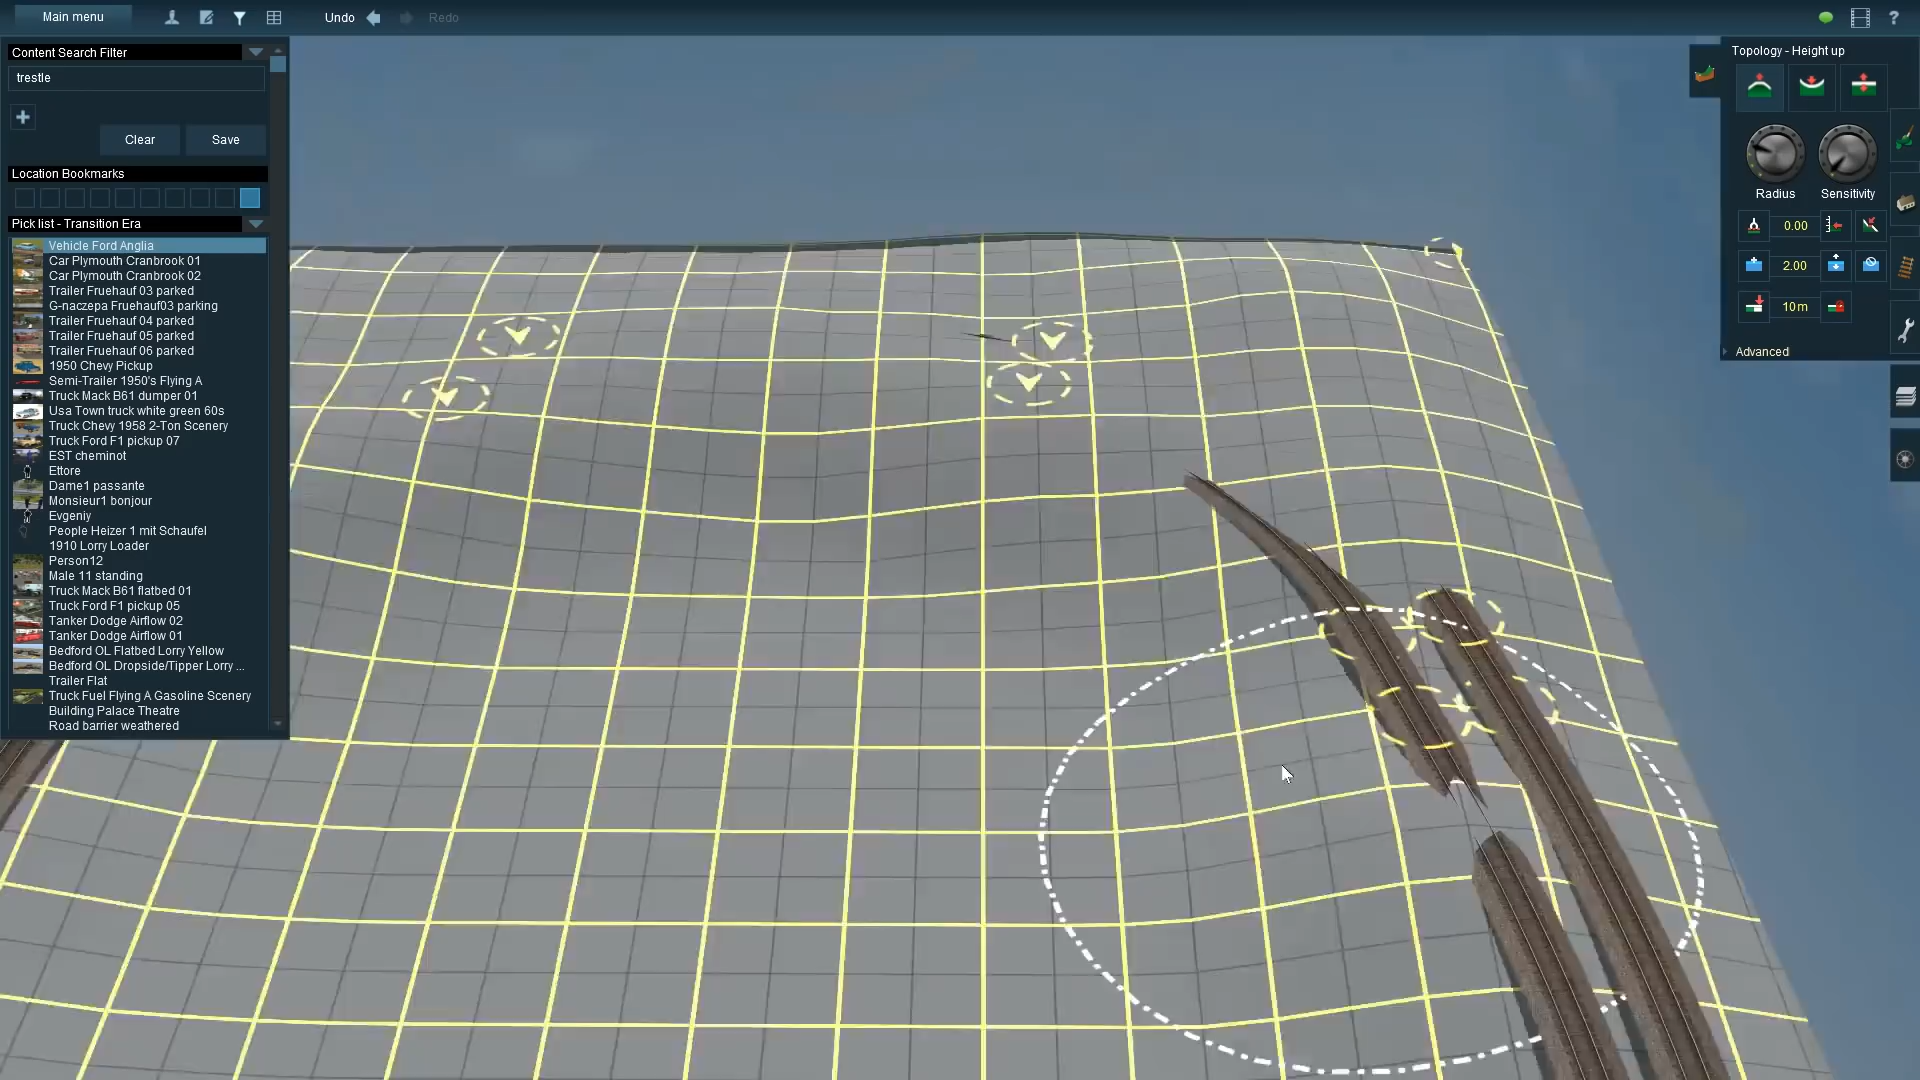 Main menu
Undo
Redo
?
Content Search Filter
trestle
Clear
Save
Location Bookmarks
Pick list - Transition Era
Vehicle Ford Anglia
Car Plymouth Cranbrook 01
Car Plymouth Cranbrook 02
Trailer Fruehauf 03 parked
G-naczepa Fruehauf03 parking
Trailer Fruehauf 04 parked
Trailer Fruehauf 05 parked
Trailer Fruehauf 06 parked
1950 Chevy Pickup
Semi-Trailer 1950's Flying A
Truck Mack B61 dumper 01
Usa Town truck white green 60s
Truck Chevy 1958 2-Ton Scenery
Truck Ford F1 pickup 07
EST cheminot
Ettore
Dame1 passante
Monsieur1 bonjour
Evgeniy
People Heizer 1 mit Schaufel
1910 Lorry Loader
Person12
Male 11 standing
Truck Mack B61 flatbed 01
Truck Ford F1 pickup 05
Tanker Dodge Airflow 02
Tanker Dodge Airflow 01
Bedford OL Flatbed Lorry Yellow
Bedford OL Dropside/Tipper Lorry ...
Trailer Flat
Truck Fuel Flying A Gasoline Scenery
Building Palace Theatre
Road barrier weathered
Topology - Height up
Radius
Sensitivity
0.00
2.00
10m
Advanced